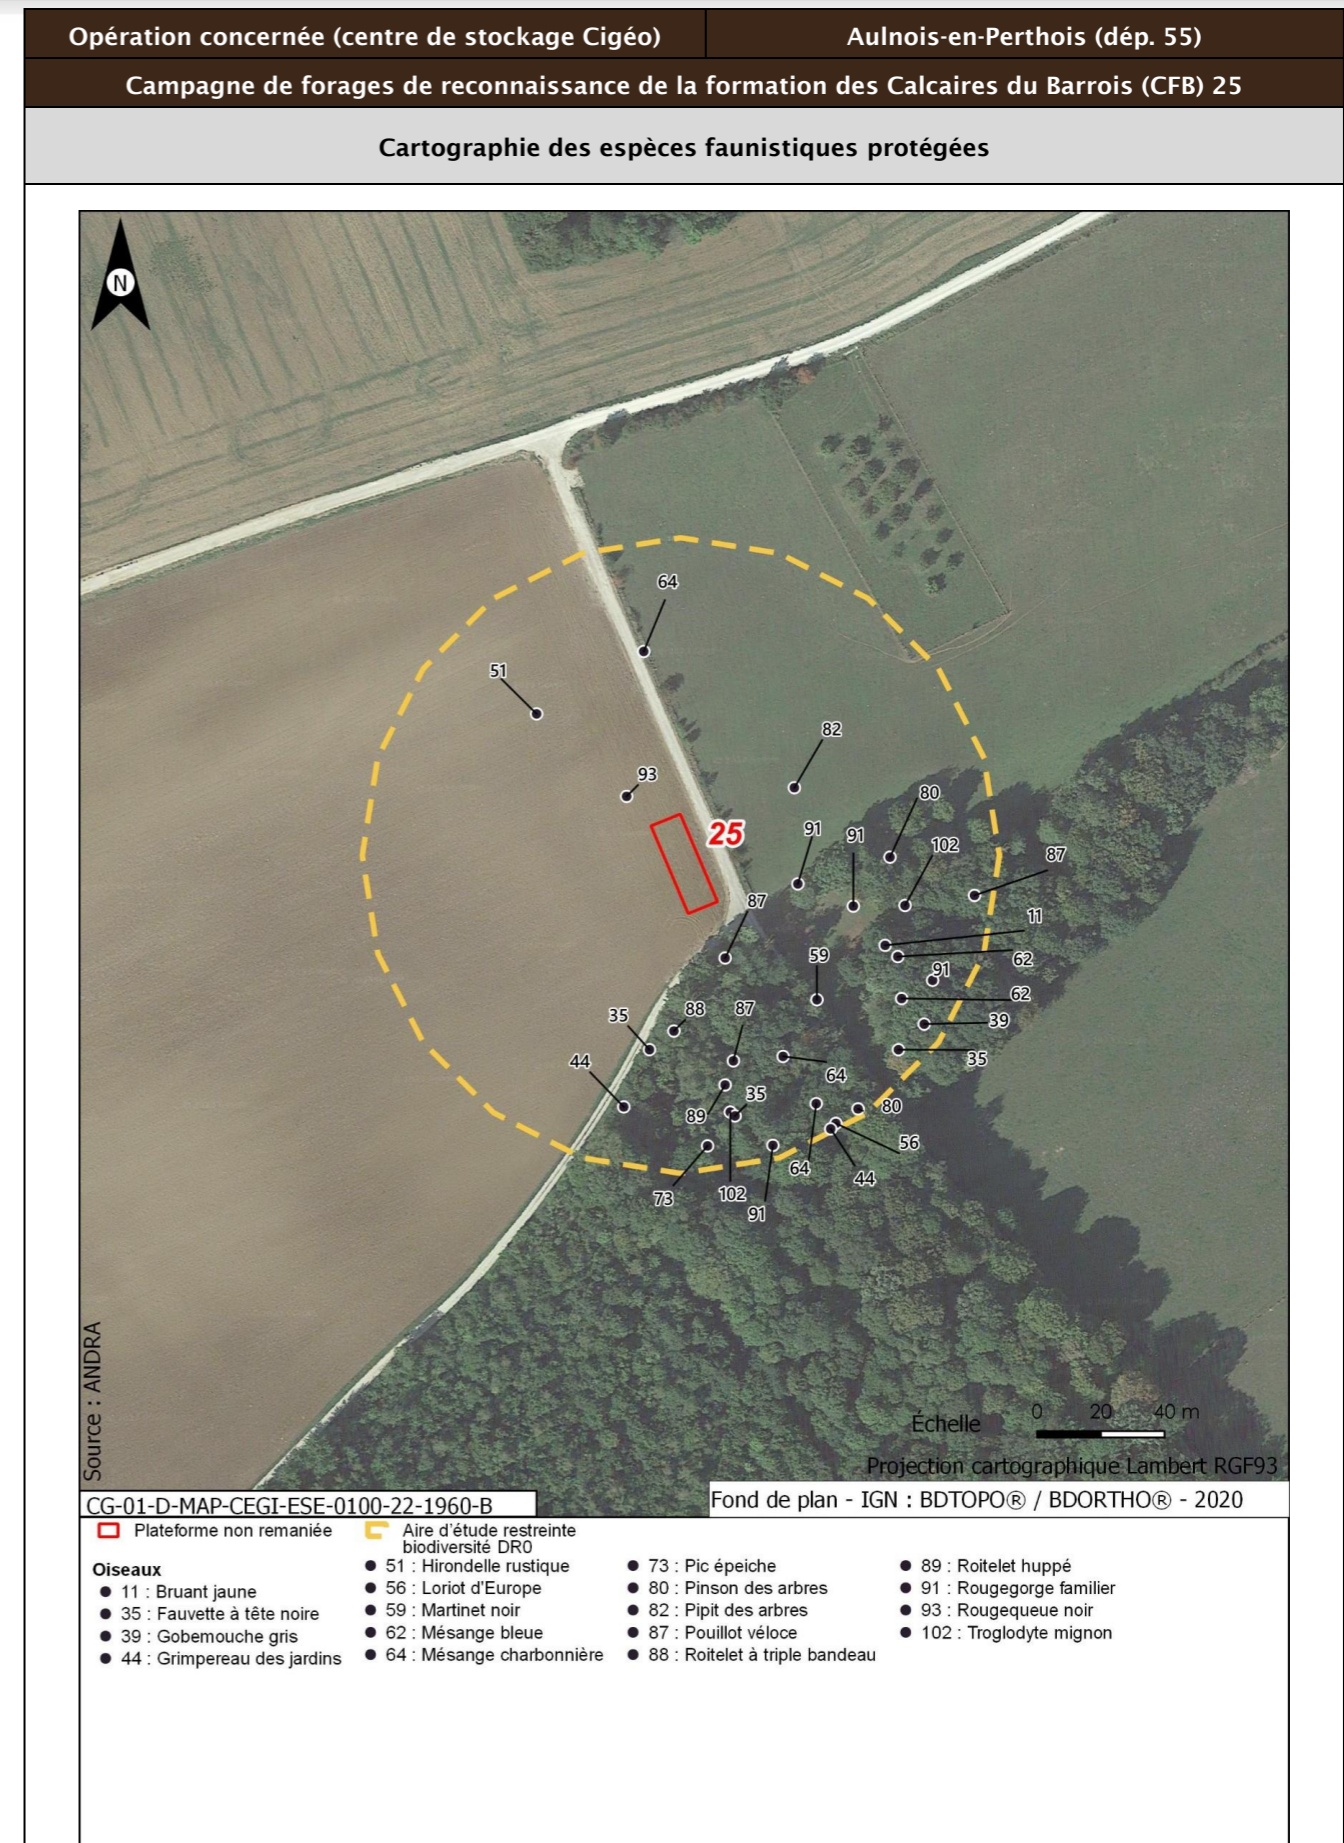 Opération concernée (centre de stockage Cigéo)
Aulnois-en-Perthois (dép. 55)
Campagne de forages de reconnaissance de la formation des Calcaires du Barrois (CFB) 25
Cartographie des espèces faunistiques protégées
N
64
51
82
93
80
25
91
91
102
87
87
11
59
62
91
62
88
87
35
39
44
35
64
89
35
80
56
64
44
73
102
91
Source : ANDRA
Échelle
0 20 40 m
Projection cartographique Lambert RGF93
CG-01-D-MAP-CEGI-ESE-0100-22-1960-B
Fond de plan - IGN : BDTOPO® / BDORTHO® - 2020
Plateforme non remaniée
Aire d'étude restreinte
biodiversité DR0
Oiseaux
11 : Bruant jaune
35 : Fauvette à tête noire
39 : Gobemouche gris
44 : Grimpereau des jardins
51 : Hirondelle rustique
56 : Loriot d'Europe
59 : Martinet noir
62 : Mésange bleue
64 : Mésange charbonnière
73 : Pic épeiche
80 : Pinson des arbres
82 : Pipit des arbres
87 : Pouillot véloce
88 : Roitelet à triple bandeau
89 : Roitelet huppé
91 : Rougegorge familier
93 : Rougequeue noir
102 : Troglodyte mignon